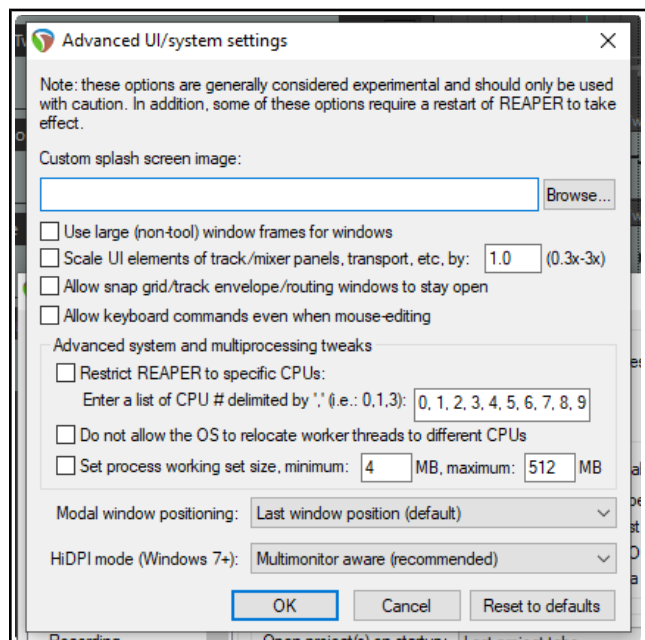 Advanced UI/system settings
Note: these options are generally considered experimental and should only be used
with caution. In addition, some of these options require a restart of REAPER to take
effect.
Custom splash screen image:
Browse...
Use large (non-tool) window frames for windows
Scale UI elements of track/mixer panels, transport, etc, by: 1.0 (0.3x-3x)
Allow snap grid/track envelope/routing windows to stay open
Allow keyboard commands even when mouse-editing
Advanced system and multiprocessing tweaks
Restrict REAPER to specific CPUs:
Enter a list of CPU # delimited by ',' (i.e.: 0,1,3): 0, 1, 2, 3, 4, 5, 6, 7, 8, 9
Do not allow the OS to relocate worker threads to different CPUs
Set process working set size, minimum: 4 MB, maximum: 512 MB
Modal window positioning: Last window position (default)
HiDPI mode (Windows 7+): Multimonitor aware (recommended)
OK Cancel Reset to defaults